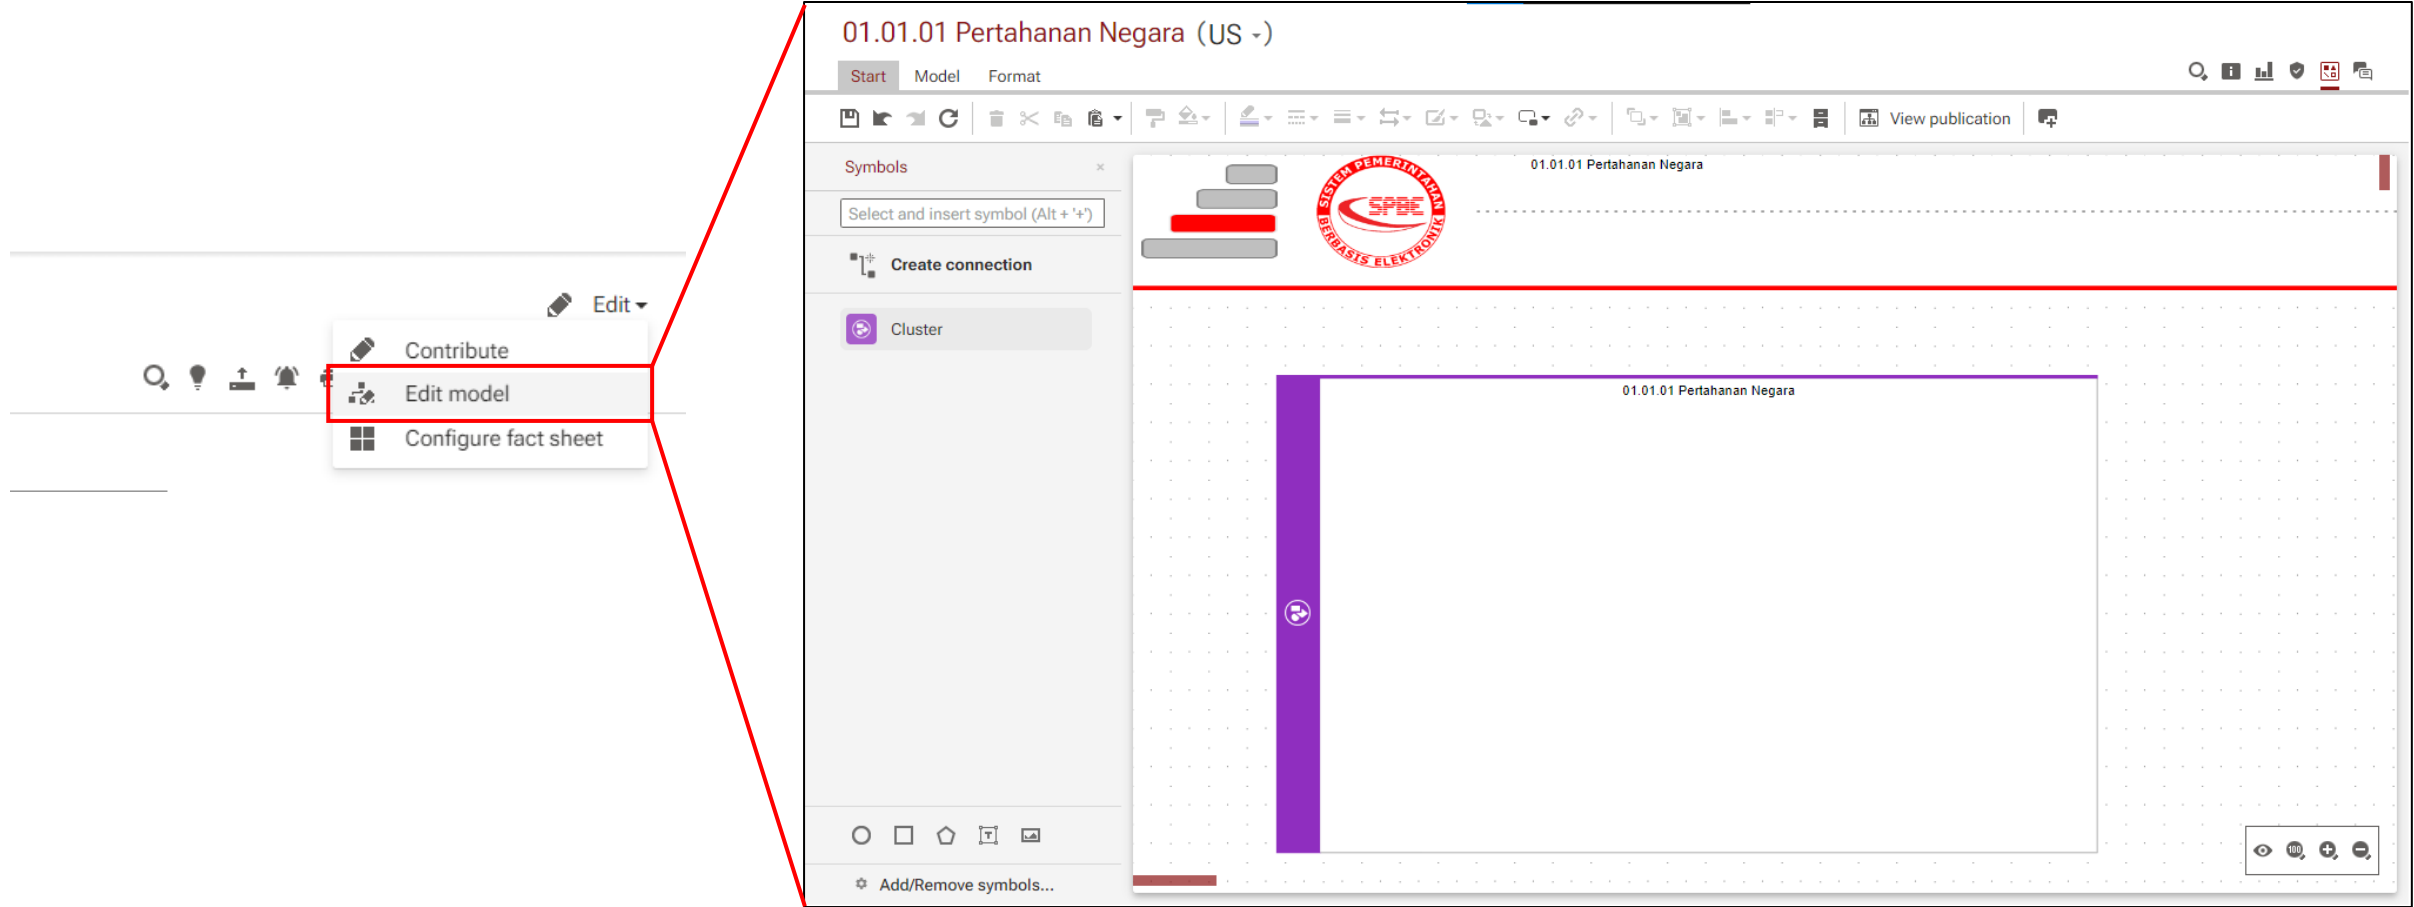 Edit
Contribute
Edit model
Configure fact sheet
01.01.01 Pertahanan Negara (US)
Start Model Format
View publication
Symbols ×
Select and insert symbol (Alt + '+')
Create connection
Cluster
Add/Remove symbols...
SISTEM PEMERINTAHAN
SPBE
BERBASIS ELEKTRONIK
01.01.01 Pertahanan Negara
01.01.01 Pertahanan Negara
100